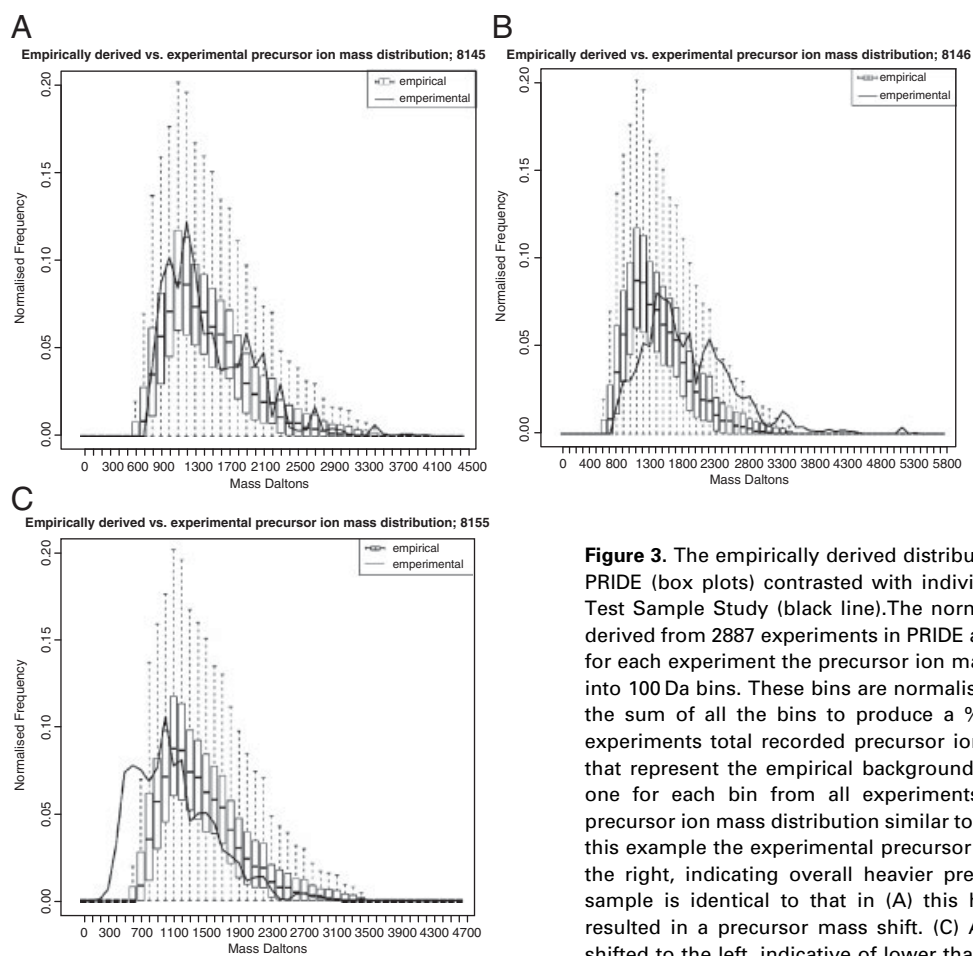 A
Empirically derived vs. experimental precursor ion mass distribution; 8145
empirical
emperimental
Normalised Frequency
0.20
0.15
0.10
0.05
0.00
0 300 600 900 1300 1700 2100 2500 2900 3300 3700 4100 4500
Mass Daltons
B
Empirically derived vs. experimental precursor ion mass distribution; 8146
empirical
emperimental
Normalised Frequency
0.20
0.15
0.10
0.05
0.00
0 400 800 1300 1800 2300 2800 3300 3800 4300 4800 5300 5800
Mass Daltons
C
Empirically derived vs. experimental precursor ion mass distribution; 8155
empirical
emperimental
Normalised Frequency
0.20
0.15
0.10
0.05
0.00
0 300 700 1100 1500 1900 2300 2700 3100 3500 3900 4300 4700
Mass Daltons
Figure 3. The empirically derived distribu
PRIDE (box plots) contrasted with indivi
Test Sample Study (black line).The norm
derived from 2887 experiments in PRIDE a
for each experiment the precursor ion ma
into 100 Da bins. These bins are normalis
the sum of all the bins to produce a %
experiments total recorded precursor ion
that represent the empirical background
one for each bin from all experiments
precursor ion mass distribution similar to
this example the experimental precursor
the right, indicating overall heavier pre
sample is identical to that in (A) this h
resulted in a precursor mass shift. (C) A
shifted to the left, indicative of lower tha